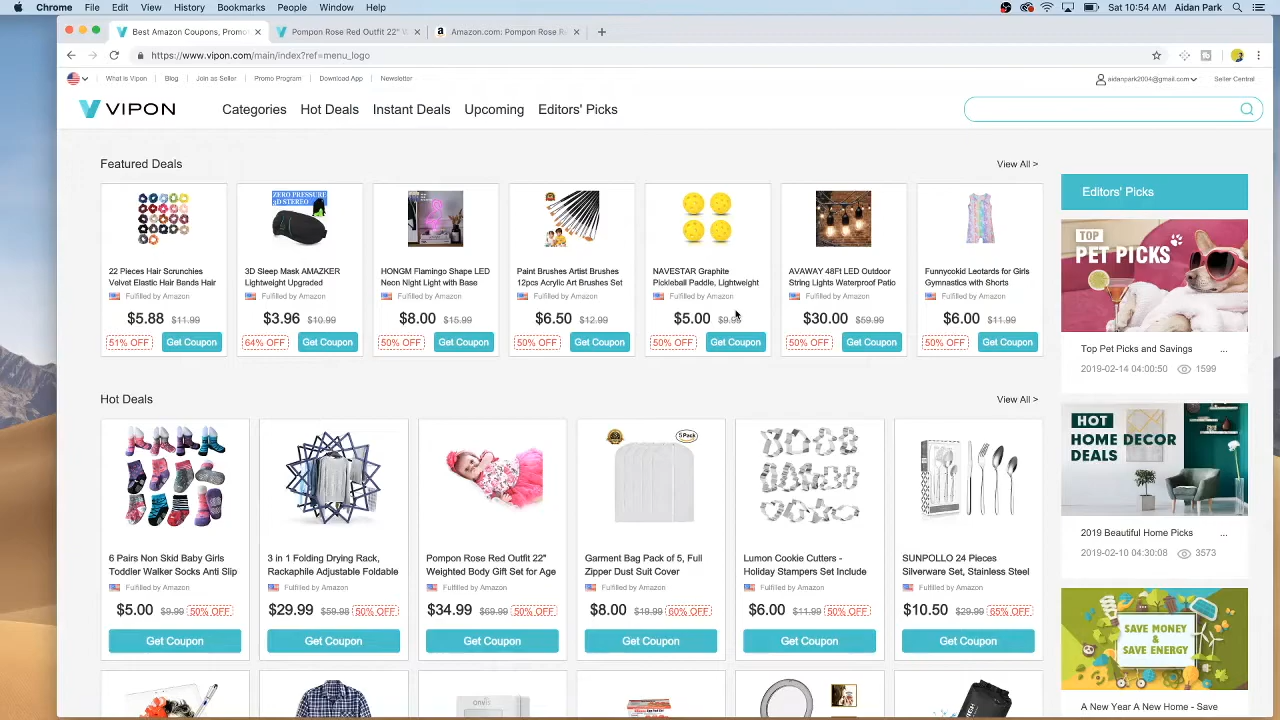 Chrome File Edit View History Bookmarks People Window Help
Sat 10:54 AM Aidan Park
Best Amazon Coupons, Promo
Pompon Rose Red Outfit 22"
Amazon.com: Pompon Rose R
https://www.vipon.com/main/index?ref=menu_logo
What is Vipon Blog Join as Seller Promo Program Download App Newsletter
aidanpark2004@gmail.com Seller Central
VIPON Categories Hot Deals Instant Deals Upcoming Editors' Picks
Featured Deals
View All >
22 Pieces Hair Scrunchies
Velvet Elastic Hair Bands Hair
Fulfilled by Amazon
$5.88 $11.99
51% OFF Get Coupon
ZERO PRESSURE
3D STEREO
3D Sleep Mask AMAZKER
Lightweight Upgraded
Fulfilled by Amazon
$3.96 $10.99
64% OFF Get Coupon
HONGM Flamingo Shape LED
Neon Night Light with Base
Fulfilled by Amazon
$8.00 $15.99
50% OFF Get Coupon
Paint Brushes Artist Brushes
12pcs Acrylic Art Brushes Set
Fulfilled by Amazon
$6.50 $12.99
50% OFF Get Coupon
NAVESTAR Graphite
Pickleball Paddle, Lightweight
Fulfilled by Amazon
$5.00 $9.99
50% OFF Get Coupon
AVAWAY 48Ft LED Outdoor
String Lights Waterproof Patio
Fulfilled by Amazon
$30.00 $59.99
50% OFF Get Coupon
Funnycokid Leotards for Girls
Gymnastics with Shorts
Fulfilled by Amazon
$6.00 $11.99
50% OFF Get Coupon
Hot Deals
View All >
6 Pairs Non Skid Baby Girls
Toddler Walker Socks Anti Slip
Fulfilled by Amazon
$5.00 $9.99 50% OFF
Get Coupon
3 in 1 Folding Drying Rack,
Rackaphile Adjustable Foldable
Fulfilled by Amazon
$29.99 $59.98 50% OFF
Get Coupon
Pompon Rose Red Outfit 22"
Weighted Body Gift Set for Age
Fulfilled by Amazon
$34.99 $69.99 50% OFF
Get Coupon
5 Pack
Garment Bag Pack of 5, Full
Zipper Dust Suit Cover
Fulfilled by Amazon
$8.00 $19.99 60% OFF
Get Coupon
Lumon Cookie Cutters -
Holiday Stampers Set Include
Fulfilled by Amazon
$6.00 $11.99 50% OFF
Get Coupon
SUNPOLLO 24 Pieces
Silverware Set, Stainless Steel
Fulfilled by Amazon
$10.50 $29.99 65% OFF
Get Coupon
Editors' Picks
TOP
PET PICKS
Top Pet Picks and Savings ...
2019-02-14 04:00:50 1599
HOT
HOME DECOR
DEALS
2019 Beautiful Home Picks ...
2019-02-10 04:30:08 3573
SAVE MONEY
&
SAVE ENERGY
A New Year A New Home - Save ...